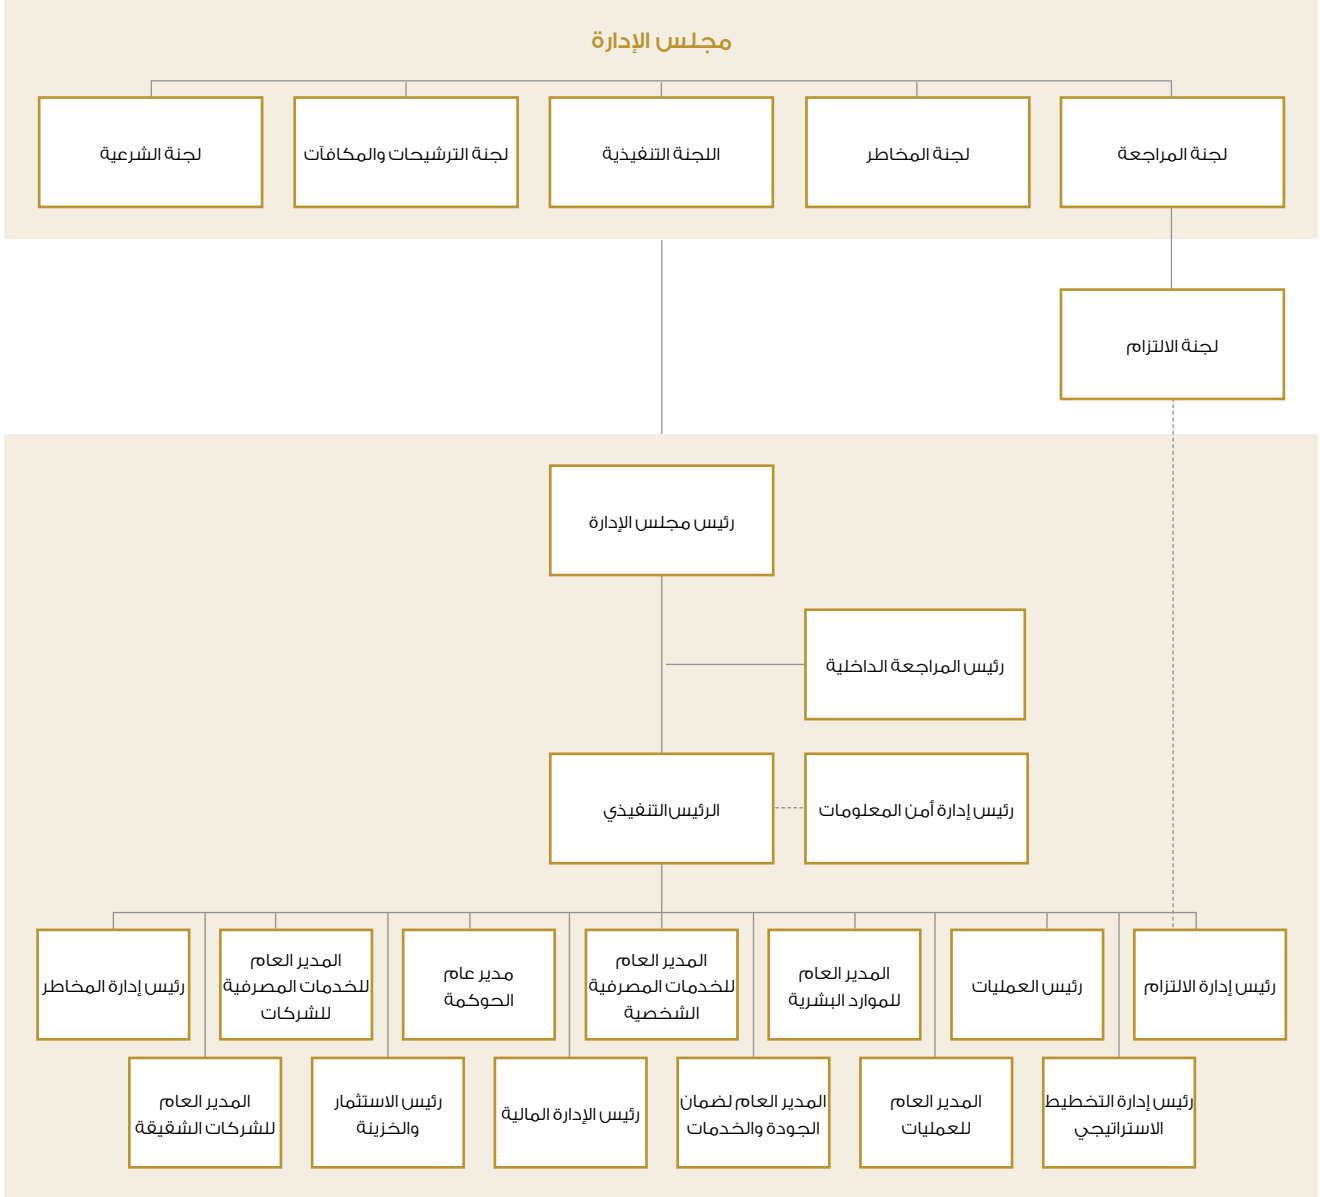 مجلس الإدارة
لجنة المراجعة
لجنة المخاطر
اللجنة التنفيذية
لجنة الترشيحات والمكافآت
لجنة الشرعية
لجنة الالتزام
رئيس مجلس الإدارة
رئيس المراجعة الداخلية
رئيس إدارة أمن المعلومات
الرئيس التنفيذي
رئيس إدارة الالتزام
رئيس العمليات
المدير العام
للموارد البشرية
المدير العام
للخدمات المصرفية
الشخصية
مدير عام
الحوكمة
المدير العام
للخدمات المصرفية
للشركات
رئيس إدارة المخاطر
رئيس إدارة التخطيط
الاستراتيجي
المدير العام
للعمليات
المدير العام لضمان
الجودة والخدمات
رئيس الإدارة المالية
رئيس الاستثمار
والخزينة
المدير العام
للشركات الشقيقة